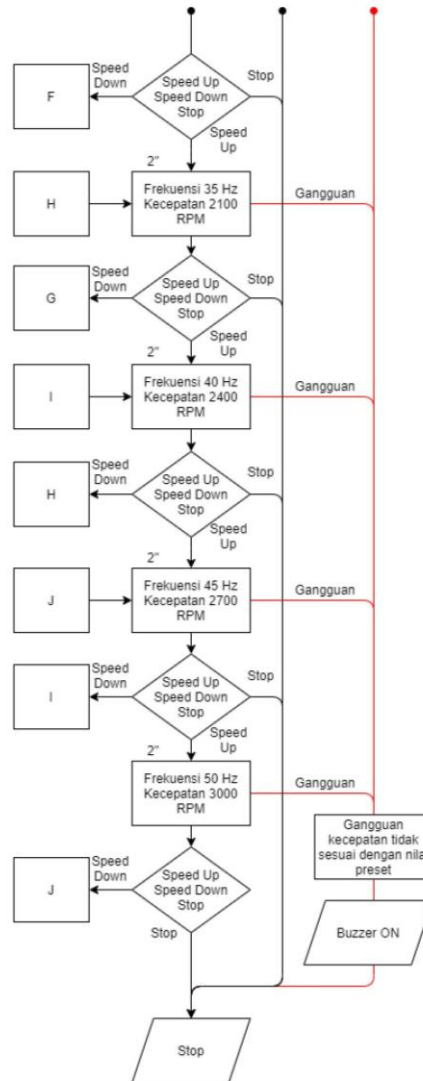 Speed
Down
F
Speed Up
Speed Down
Stop
Stop
Speed
Up
2"
H
Frekuensi 35 Hz
Kecepatan 2100
RPM
Gangguan
Speed
Down
G
Speed Up
Speed Down
Stop
Stop
Speed
Up
2"
I
Frekuensi 40 Hz
Kecepatan 2400
RPM
Gangguan
Speed
Down
H
Speed Up
Speed Down
Stop
Stop
Speed
Up
2"
J
Frekuensi 45 Hz
Kecepatan 2700
RPM
Gangguan
Speed
Down
I
Speed Up
Speed Down
Stop
Stop
Speed
Up
2"
Frekuensi 50 Hz
Kecepatan 3000
RPM
Gangguan
Gangguan
kecepatan tidak
sesuai dengan nilai
preset
Speed
Down
J
Speed Up
Speed Down
Stop
Stop
Buzzer ON
Stop